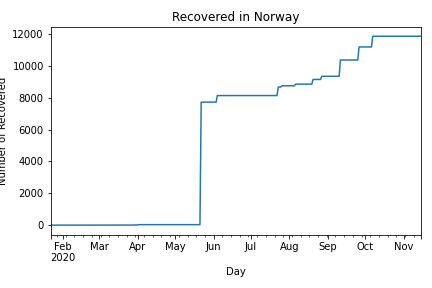 Recovered in Norway
12000
10000
8000
6000
4000
2000
0
Number of Recovered
Feb Mar Apr May Jun Jul Aug Sep Oct Nov
2020
Day